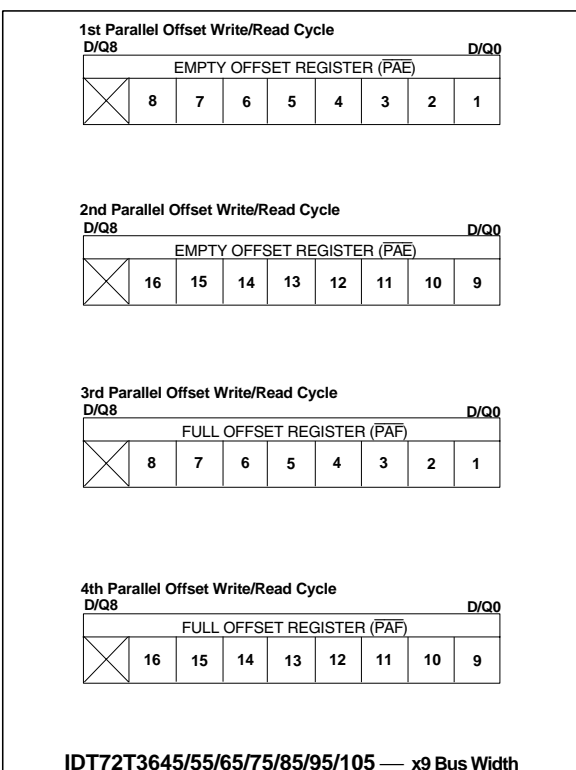 1st Parallel Offset Write/Read Cycle
D/Q8 D/Q0
EMPTY OFFSET REGISTER (PAE)
8 7 6 5 4 3 2 1
2nd Parallel Offset Write/Read Cycle
D/Q8 D/Q0
EMPTY OFFSET REGISTER (PAE)
16 15 14 13 12 11 10 9
3rd Parallel Offset Write/Read Cycle
D/Q8 D/Q0
FULL OFFSET REGISTER (PAF)
8 7 6 5 4 3 2 1
4th Parallel Offset Write/Read Cycle
D/Q8 D/Q0
FULL OFFSET REGISTER (PAF)
16 15 14 13 12 11 10 9
IDT72T3645/55/65/75/85/95/105 — x9 Bus Width